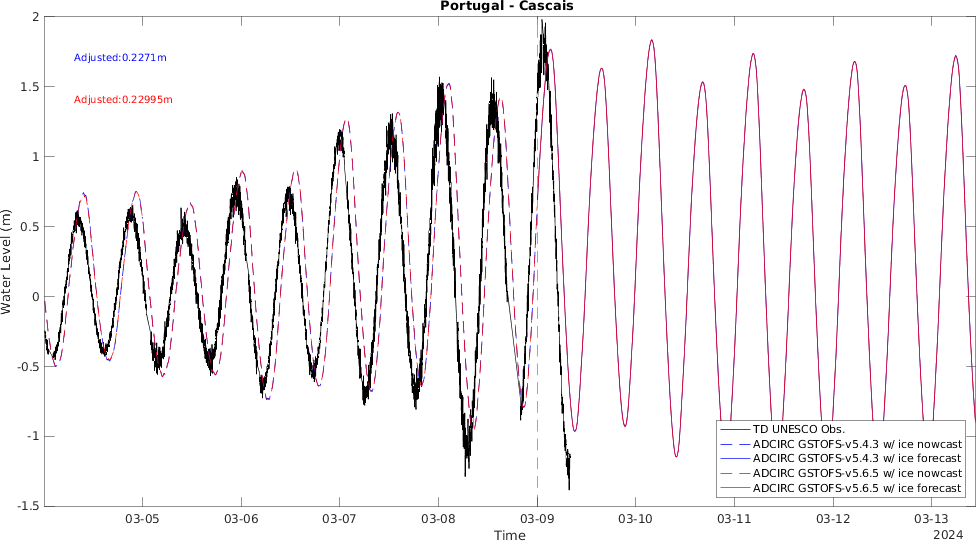 Portugal - Cascais
Adjusted:0.2271m
Adjusted:0.22995m
Water Level (m)
2
1.5
1
0.5
0
-0.5
-1
-1.5
TD UNESCO Obs.
ADCIRC GSTOFS-v5.4.3 w/ ice nowcast
ADCIRC GSTOFS-v5.4.3 w/ ice forecast
ADCIRC GSTOFS-v5.6.5 w/ ice nowcast
ADCIRC GSTOFS-v5.6.5 w/ ice forecast
03-05 03-06 03-07 03-08 03-09 03-10 03-11 03-12 03-13
Time
2024